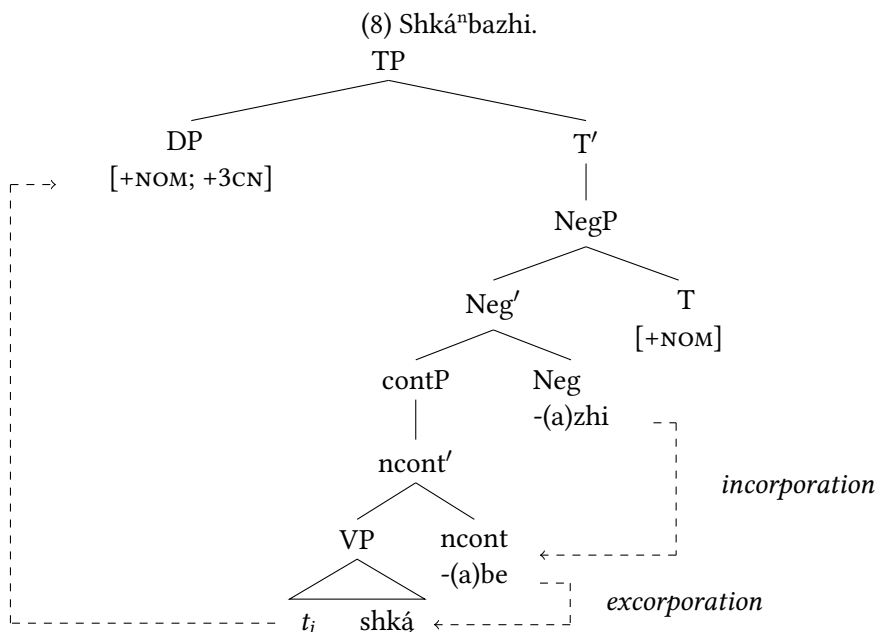 (8) Shkáⁿbazhi.
TP
DP T′
[+NOM; +3CN]
NegP
Neg′ T
[+NOM]
contP Neg
-(a)zhi
ncont′
incorporation
VP ncont
-(a)be
excorporation
tᵢ shká